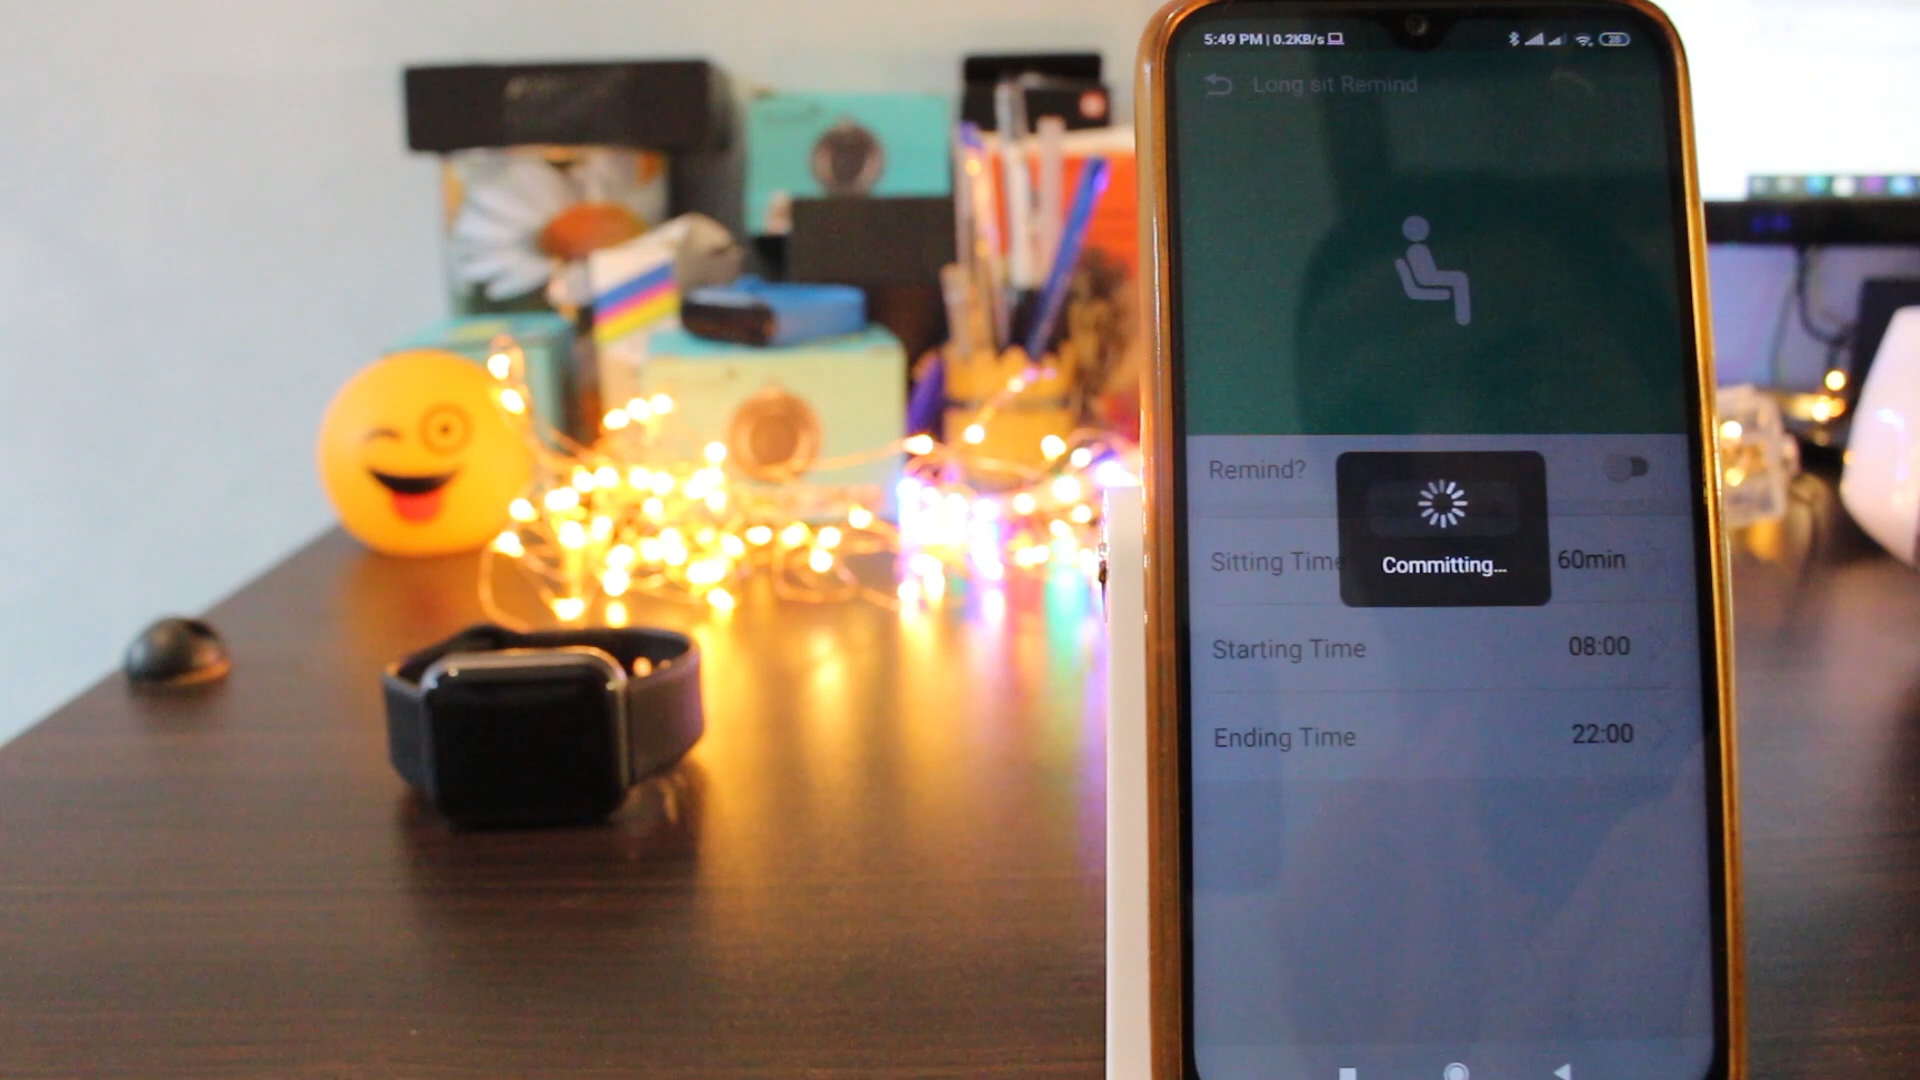 5:49 PM | 0.2KB/s 28
Long sit Remind
Remind?
Committing...
Sitting Time 60min
Starting Time 08:00
Ending Time 22:00